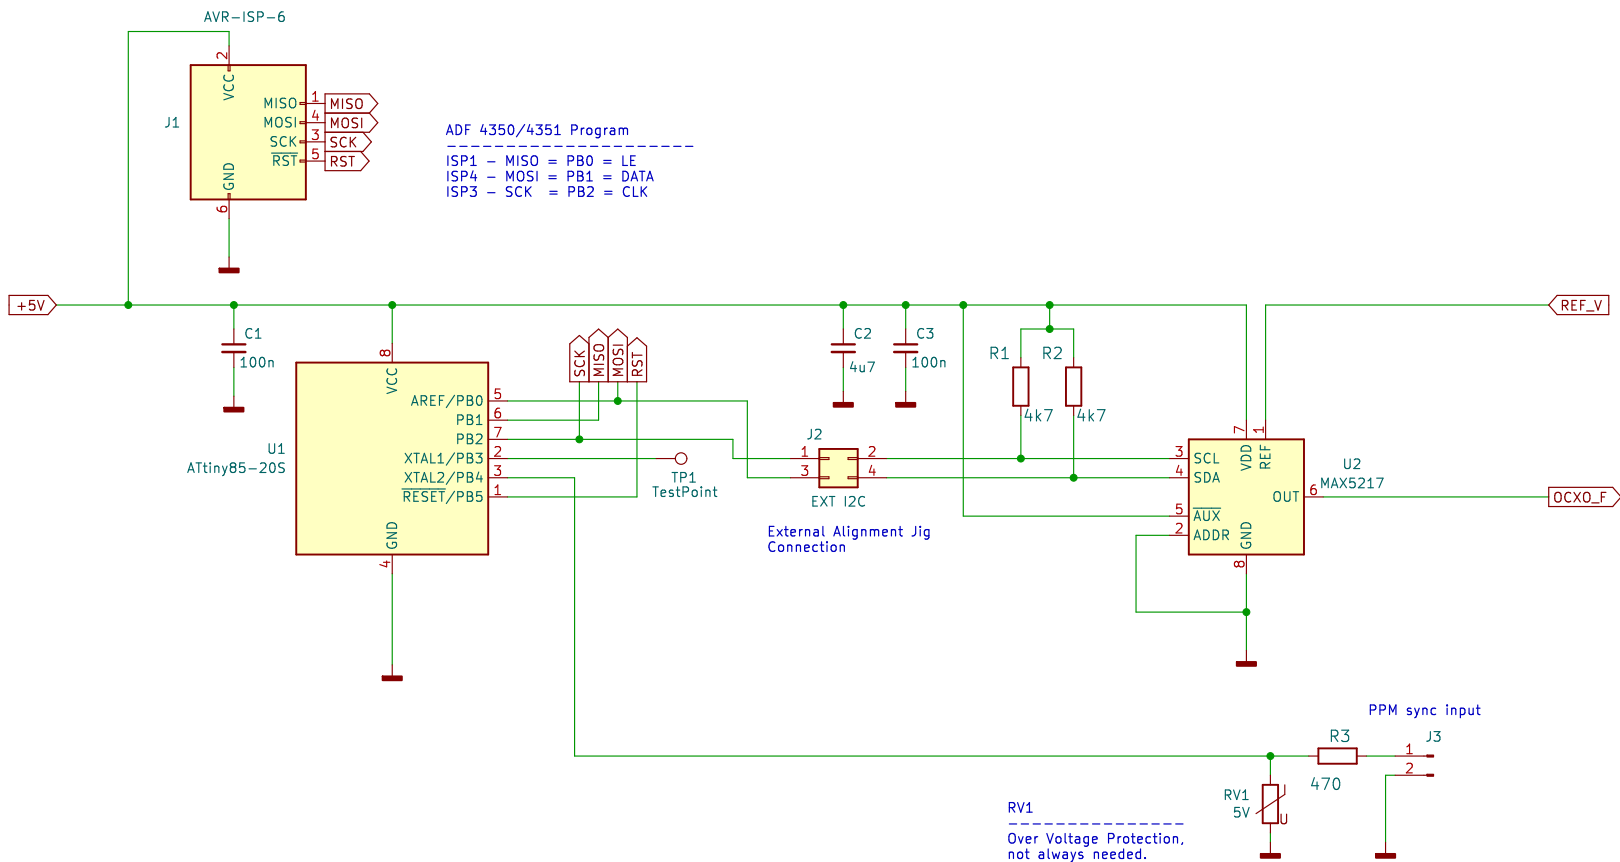 AVR-ISP-6
2
VCC
J1
MISO 1 MISO
MOSI 4 MOSI
SCK 3 SCK
RST 5 RST
GND
6
ADF 4350/4351 Program
-----------------------
ISP1 - MISO = PB0 = LE
ISP4 - MOSI = PB1 = DATA
ISP3 - SCK  = PB2 = CLK
+5V
REF_V
C1
100n
C2
4u7
C3
100n
R1
4k7
R2
4k7
SCK
MISO
MOSI
RST
8
VCC
U1
ATtiny85-20S
AREF/PB0 5
PB1 6
PB2 7
XTAL1/PB3 2
XTAL2/PB4 3
RESET/PB5 1
GND
4
TP1
TestPoint
J2
1 2
3 4
EXT I2C
External Alignment Jig
Connection
7
1
VDD
REF
3 SCL
4 SDA
5 AUX
2 ADDR
GND
8
OUT 6
U2
MAX5217
OCXO_F
PPM sync input
J3
1
2
R3
470
RV1
5V
U
RV1
----------------
Over Voltage Protection,
not always needed.